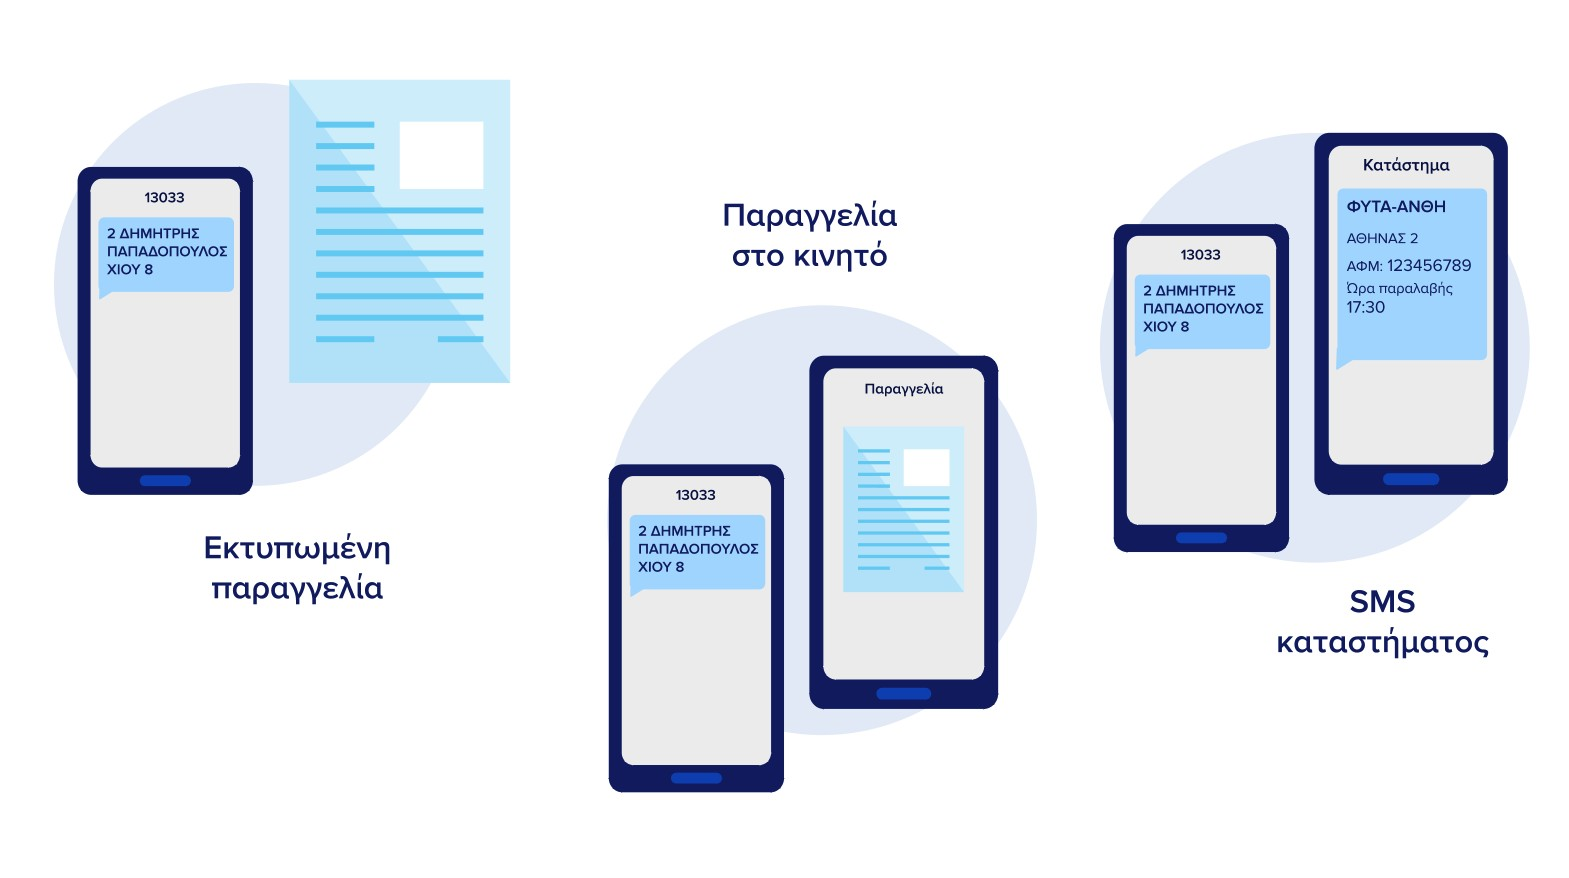 13033
2 ΔΗΜΗΤΡΗΣ
ΠΑΠΑΔΟΠΟΥΛΟΣ
ΧΙΟΥ 8
Εκτυπωμένη
παραγγελία
Παραγγελία
στο κινητό
13033
2 ΔΗΜΗΤΡΗΣ
ΠΑΠΑΔΟΠΟΥΛΟΣ
ΧΙΟΥ 8
Παραγγελία
13033
2 ΔΗΜΗΤΡΗΣ
ΠΑΠΑΔΟΠΟΥΛΟΣ
ΧΙΟΥ 8
Κατάστημα
ΦΥΤΑ-ΑΝΘΗ
ΑΘΗΝΑΣ 2
ΑΦΜ: 123456789
Ώρα παραλαβής
17:30
SMS
καταστήματος